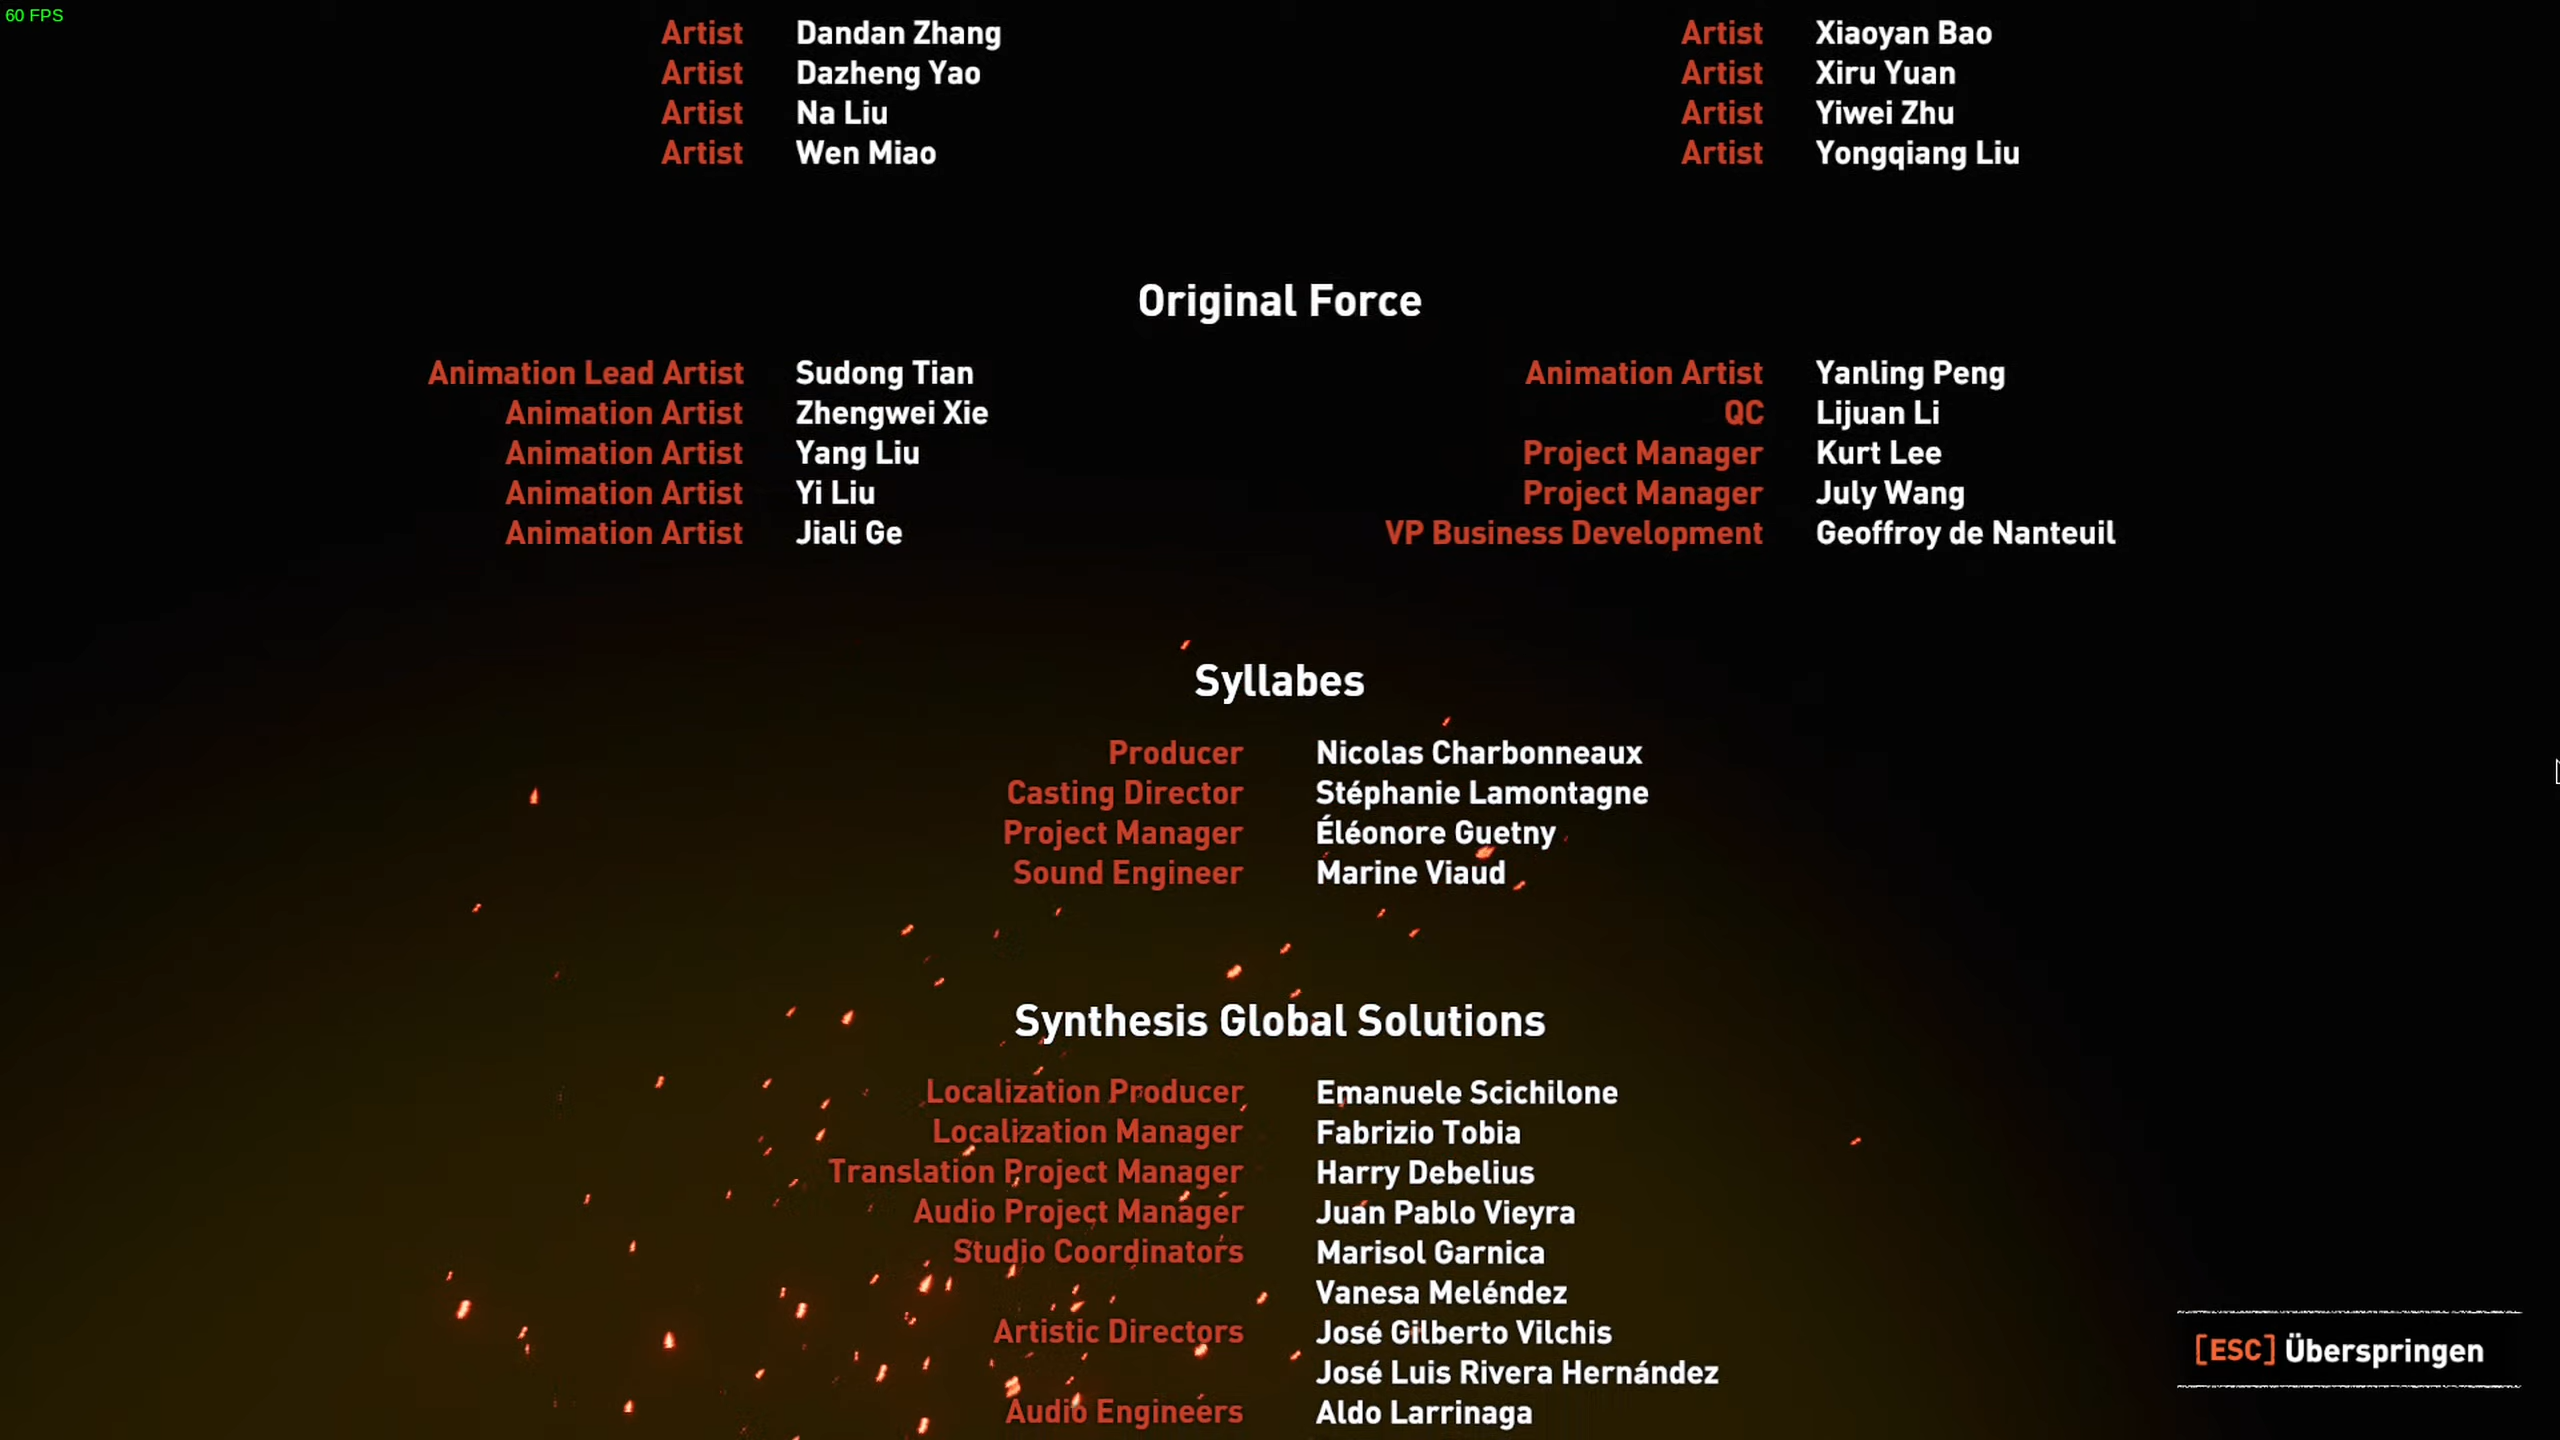 60 FPS
Artist Dandan Zhang Artist Xiaoyan Bao
Artist Dazheng Yao Artist Xiru Yuan
Artist Na Liu Artist Yiwei Zhu
Artist Wen Miao Artist Yongqiang Liu
Original Force
Animation Lead Artist Sudong Tian Animation Artist Yanling Peng
Animation Artist Zhengwei Xie QC Lijuan Li
Animation Artist Yang Liu Project Manager Kurt Lee
Animation Artist Yi Liu Project Manager July Wang
Animation Artist Jiali Ge VP Business Development Geoffroy de Nanteuil
Syllabes
Producer Nicolas Charbonneaux
Casting Director Stéphanie Lamontagne
Project Manager Éléonore Guetny
Sound Engineer Marine Viaud
Synthesis Global Solutions
Localization Producer Emanuele Scichilone
Localization Manager Fabrizio Tobia
Translation Project Manager Harry Debelius
Audio Project Manager Juan Pablo Vieyra
Studio Coordinators Marisol Garnica
Vanesa Meléndez
Artistic Directors José Gilberto Vilchis
[ESC] Überspringen
José Luis Rivera Hernández
Audio Engineers Aldo Larrinaga